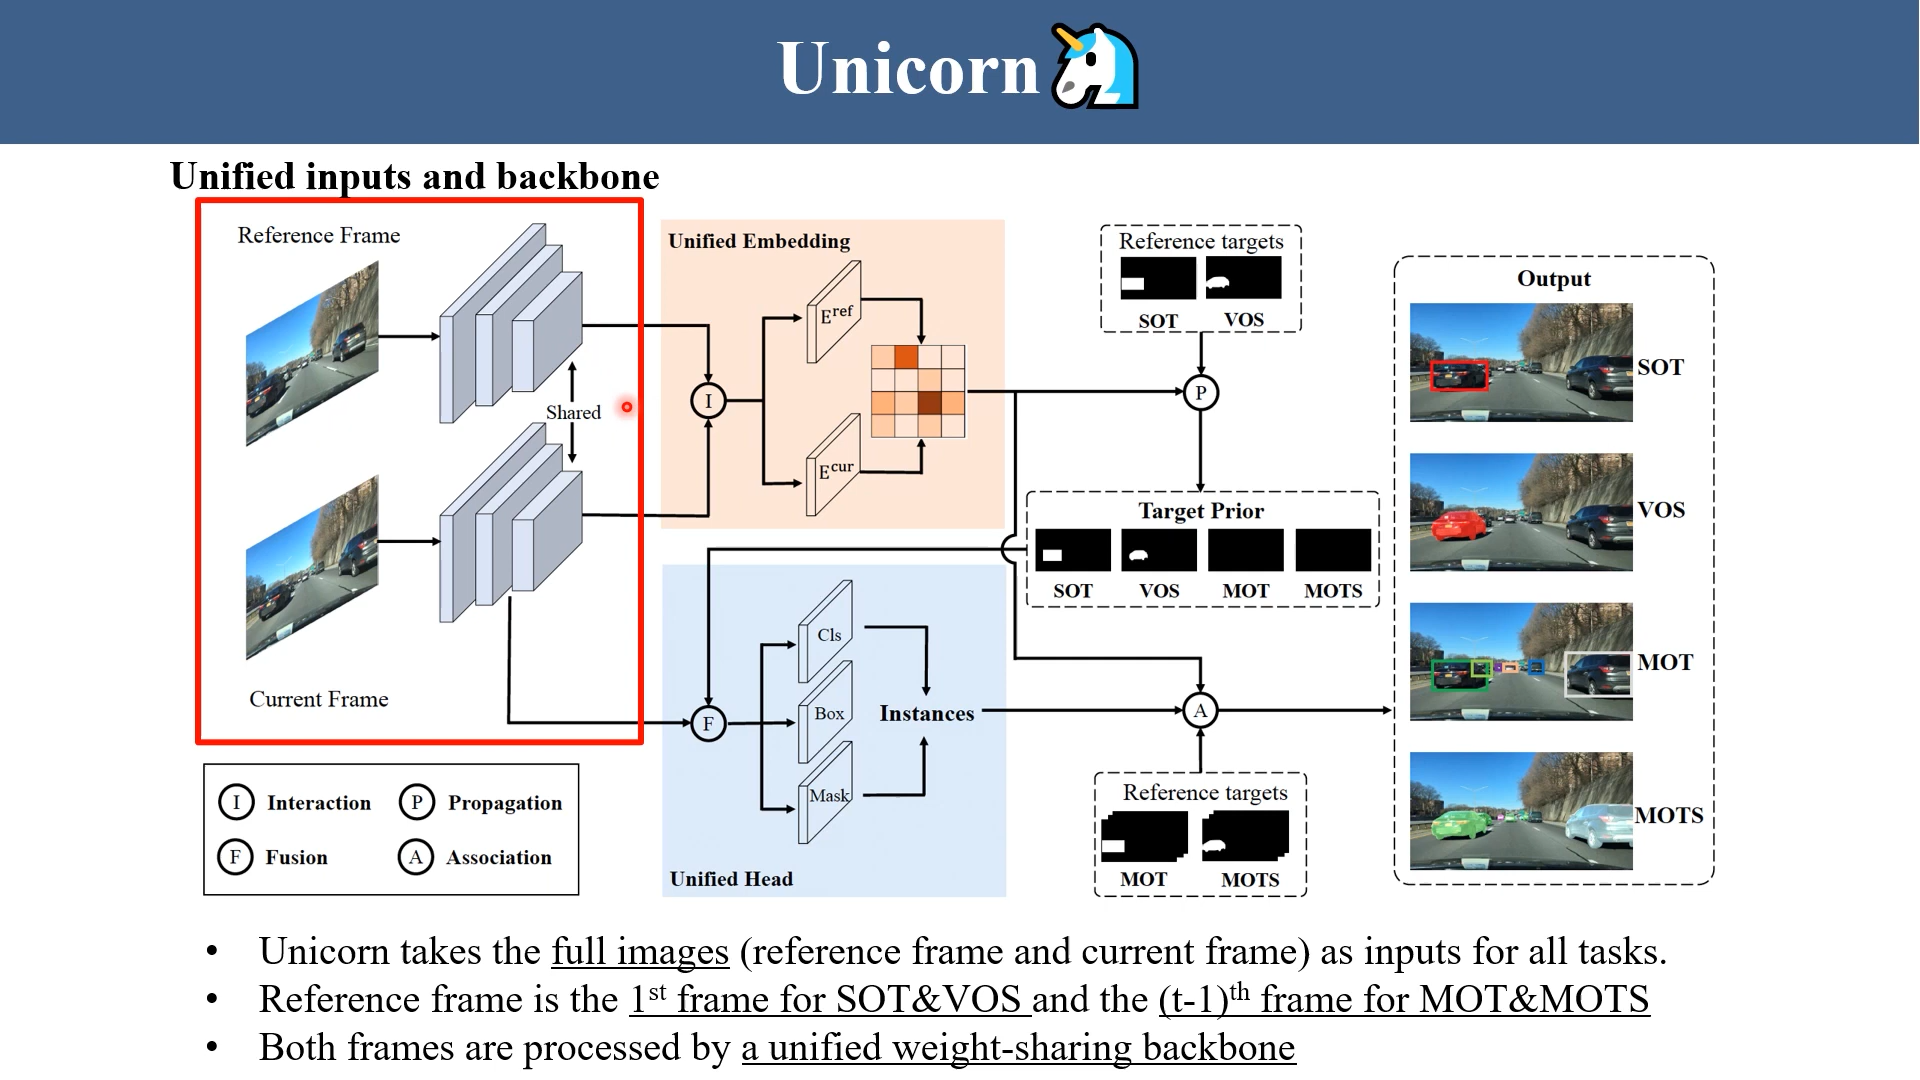 Unicorn
Unified inputs and backbone
Reference Frame
Shared
Current Frame
I Interaction
P Propagation
F Fusion
A Association
Unified Embedding
E^ref
I
E^cur
Unified Head
F
Cls
Box
Mask
Instances
Reference targets
SOT VOS
P
Target Prior
SOT VOS MOT MOTS
A
Reference targets
MOT MOTS
Output
SOT
VOS
MOT
MOTS
• Unicorn takes the full images (reference frame and current frame) as inputs for all tasks.
• Reference frame is the 1st frame for SOT&VOS and the (t-1)th frame for MOT&MOTS
• Both frames are processed by a unified weight-sharing backbone